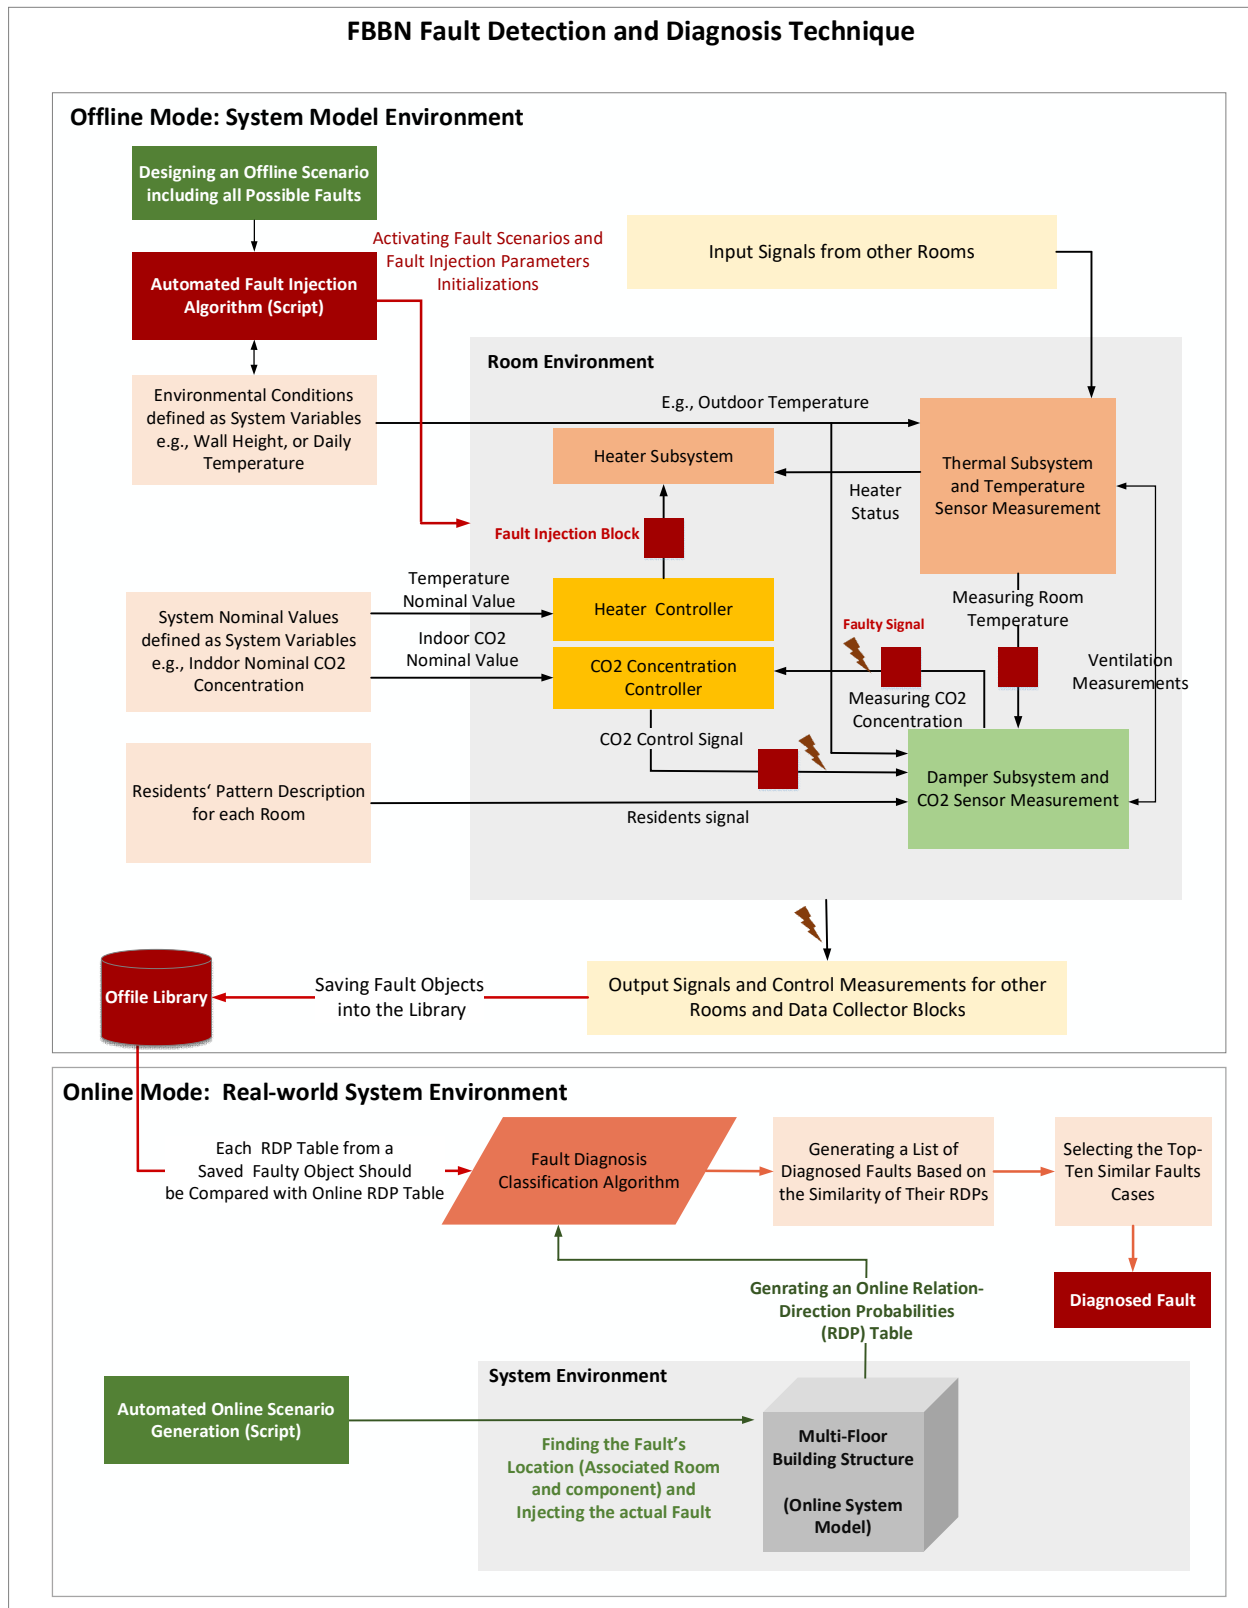 FBBN Fault Detection and Diagnosis Technique
Offline Mode: System Model Environment
Designing an Offline Scenario
including all Possible Faults
Activating Fault Scenarios and
Fault Injection Parameters
Initializations
Input Signals from other Rooms
Automated Fault Injection
Algorithm (Script)
Room Environment
Environmental Conditions
defined as System Variables
e.g., Wall Height, or Daily
Temperature
E.g., Outdoor Temperature
Heater Subsystem
Thermal Subsystem
and Temperature
Sensor Measurement
Heater
Status
Fault Injection Block
Temperature
Nominal Value
Heater Controller
Measuring Room
Temperature
System Nominal Values
defined as System Variables
e.g., Inddor Nominal CO2
Concentration
Indoor CO2
Nominal Value
Faulty Signal
CO2 Concentration
Controller
Ventilation
Measurements
Measuring CO2
Concentration
CO2 Control Signal
Damper Subsystem and
CO2 Sensor Measurement
Residents‘ Pattern Description
for each Room
Residents signal
Offile Library
Saving Fault Objects
into the Library
Output Signals and Control Measurements for other
Rooms and Data Collector Blocks
Online Mode: Real-world System Environment
Each RDP Table from a
Saved Faulty Object Should
be Compared with Online RDP Table
Fault Diagnosis
Classification Algorithm
Generating a List of
Diagnosed Faults Based on
the Similarity of Their RDPs
Selecting the Top-
Ten Similar Faults
Cases
Genrating an Online Relation-
Direction Probabilities
(RDP) Table
Diagnosed Fault
System Environment
Automated Online Scenario
Generation (Script)
Finding the Fault’s
Location (Associated Room
and component) and
Injecting the actual Fault
Multi-Floor
Building Structure
(Online System
Model)